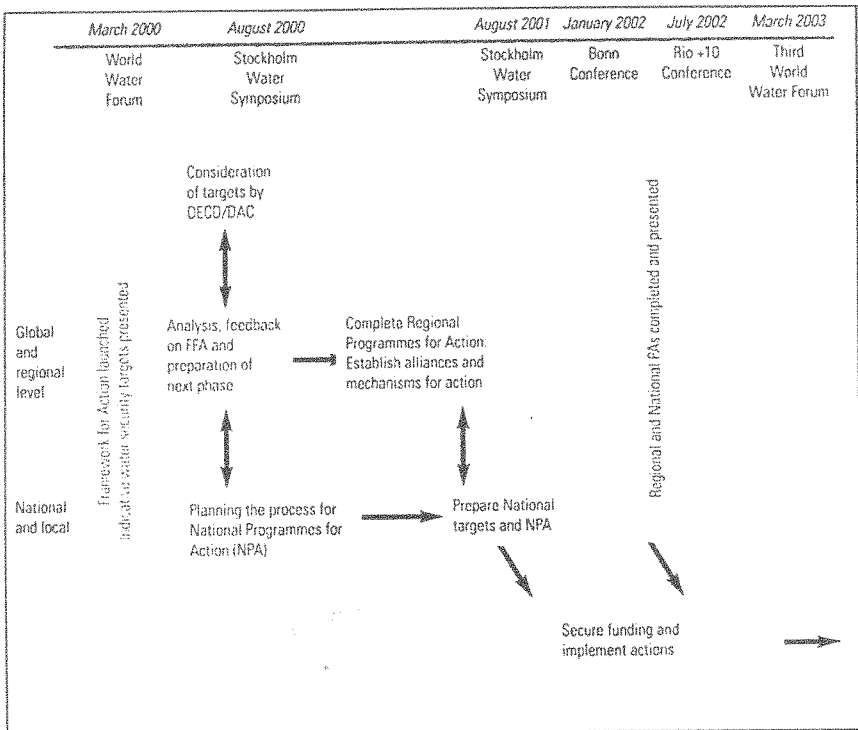 March 2000
August 2000
August 2001
January 2002
July 2002
March 2003
World
Water
Forum
Stockholm
Water
Symposium
Stockholm
Water
Symposium
Bonn
Conference
Rio +10
Conference
Third
World
Water Forum
Consideration
of targets by
OECD/DAC
Global
and
regional
level
Framework for Action launched
Indicative water security targets presented
Analysis, feedback
on FFA and
preparation of
next phase
Complete Regional
Programmes for Action:
Establish alliances and
mechanisms for action
Regional and National PAs completed and presented
National
and local
Planning the process for
National Programmes for
Action (NPA)
Prepare National
targets and NPA
Secure funding and
implement actions